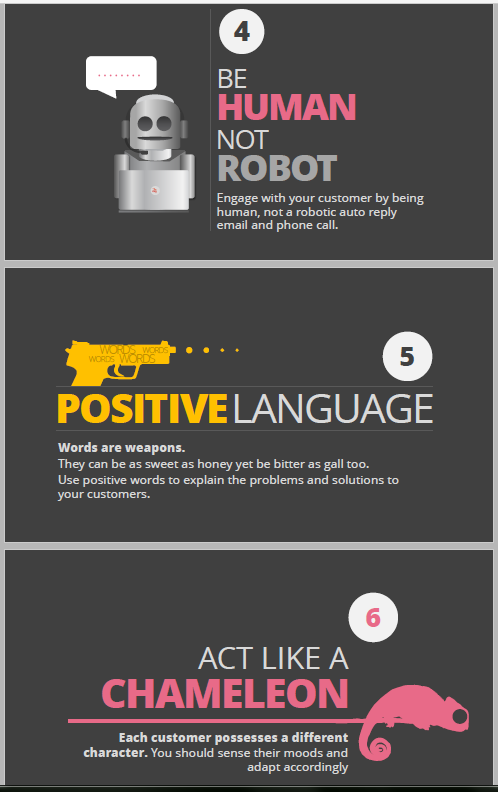 4
BE
HUMAN
NOT
ROBOT
Engage with your customer by being
human, not a robotic auto reply
email and phone call.
WORDS WORDS
WORDS WORDS
5
POSITIVE LANGUAGE
Words are weapons.
They can be as sweet as honey yet be bitter as gall too.
Use positive words to explain the problems and solutions to
your customers.
6
ACT LIKE A
CHAMELEON
Each customer possesses a different
character. You should sense their moods and
adapt accordingly